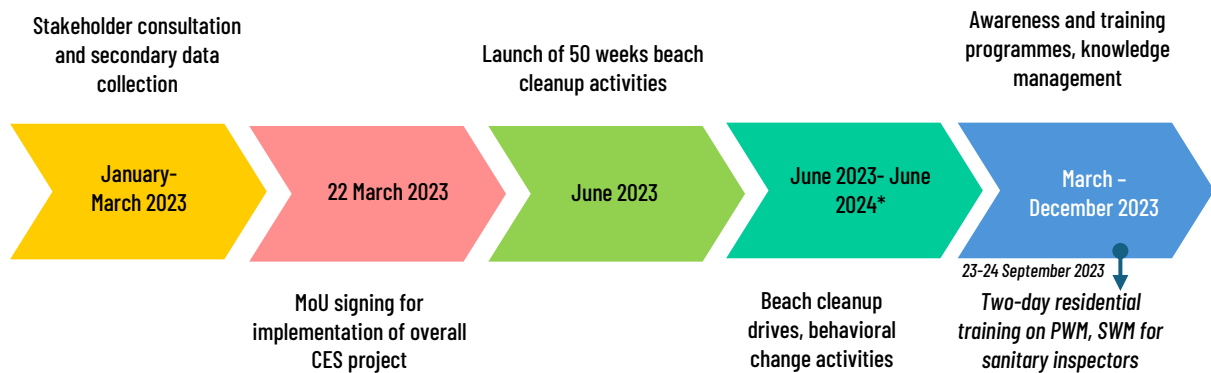 Stakeholder consultation
and secondary data
collection
January-
March 2023
22 March 2023
MoU signing for
implementation of overall
CES project
Launch of 50 weeks beach
cleanup activities
June 2023
June 2023- June
2024*
Beach cleanup
drives, behavioral
change activities
Awareness and training
programmes, knowledge
management
March –
December 2023
23-24 September 2023
Two-day residential
training on PWM, SWM for
sanitary inspectors